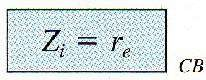 Zᵢ = rₑ
CB